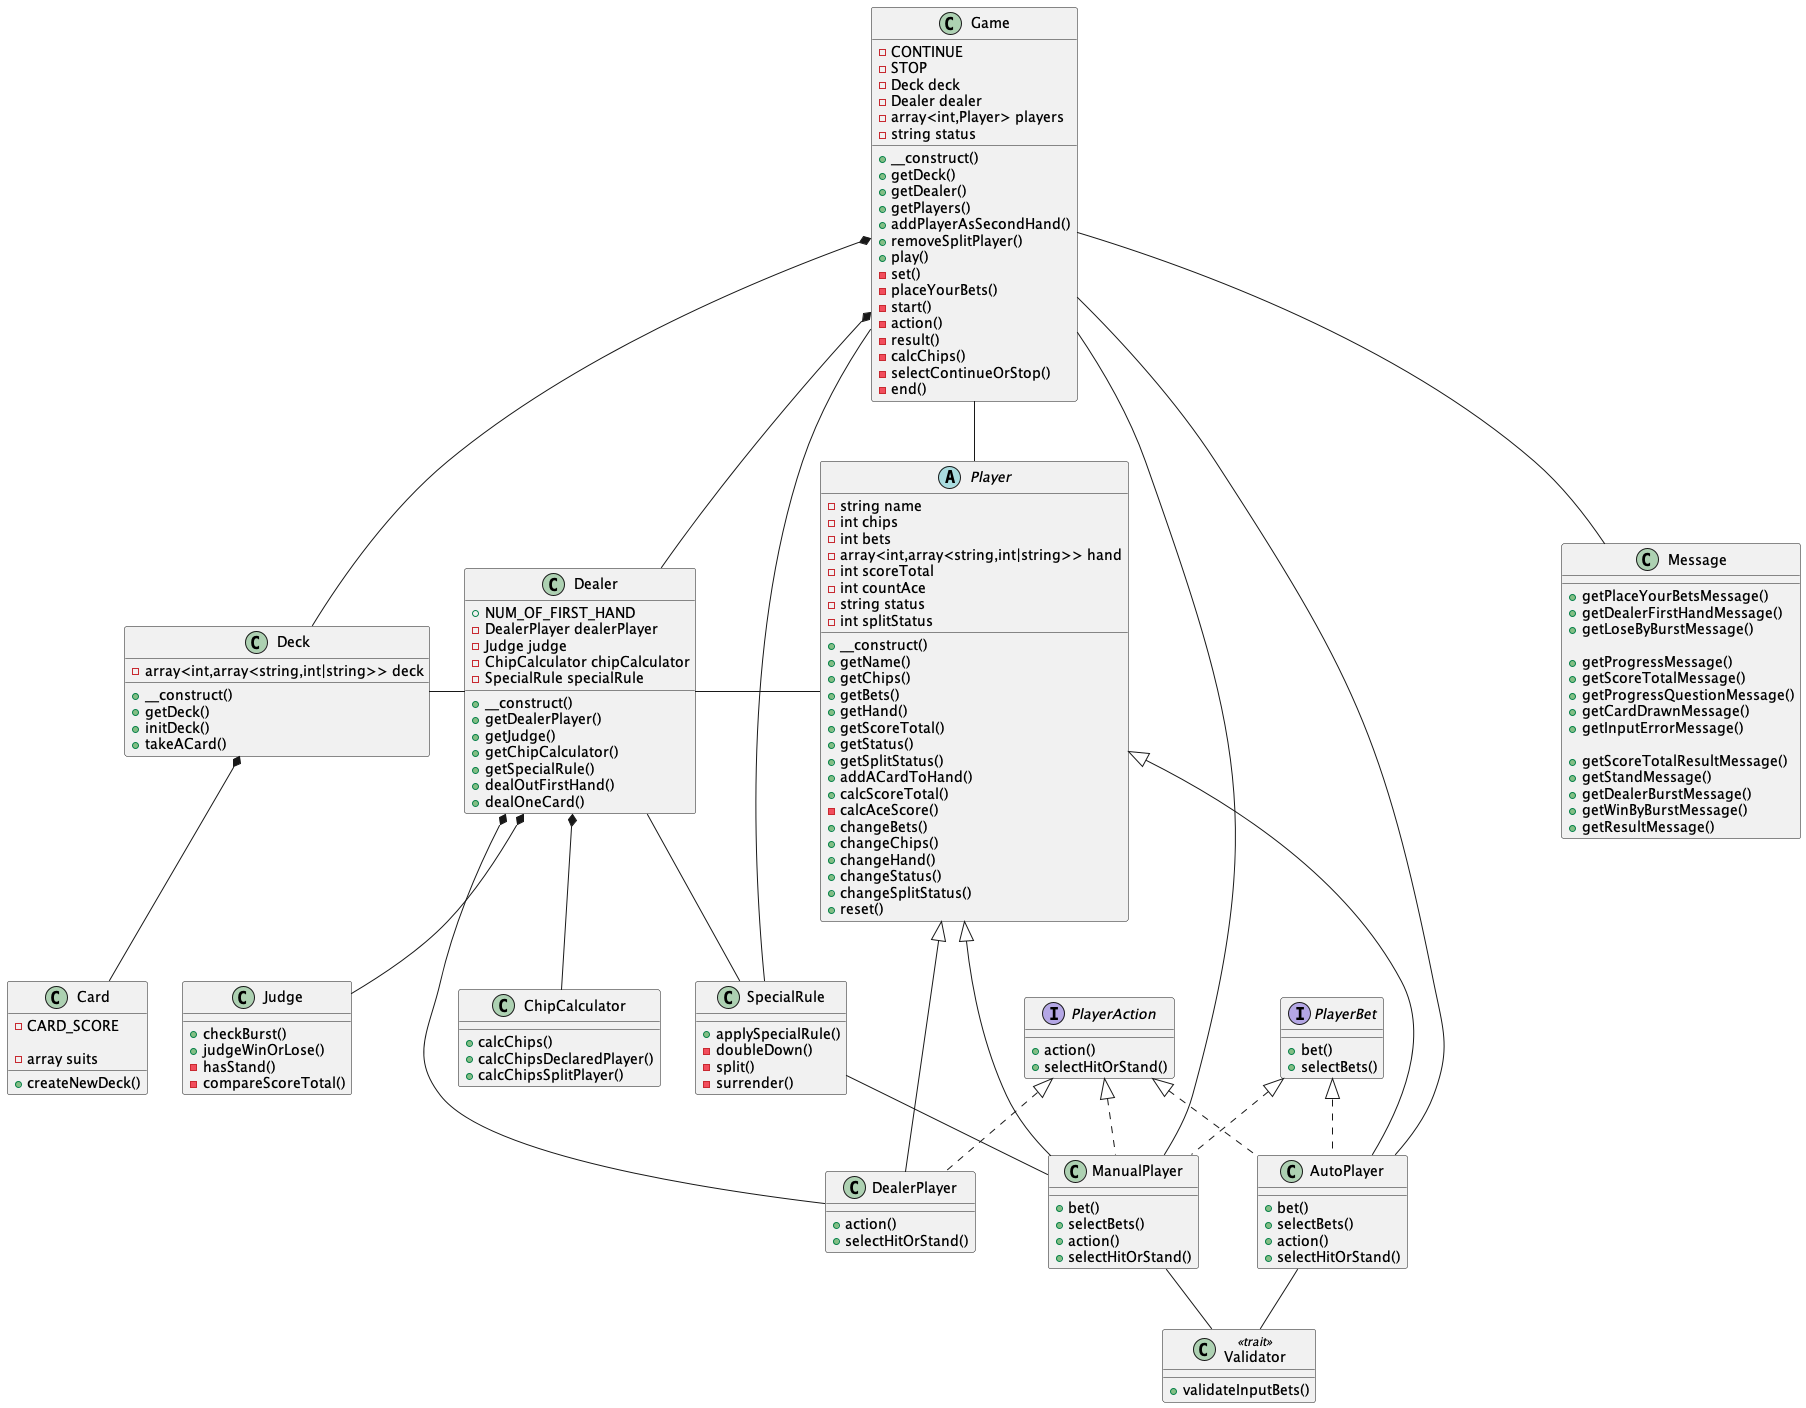 C Game
CONTINUE
STOP
Deck deck
Dealer dealer
array<int,Player> players
string status
__construct()
getDeck()
getDealer()
getPlayers()
addPlayerAsSecondHand()
removeSplitPlayer()
play()
set()
placeYourBets()
start()
action()
result()
calcChips()
selectContinueOrStop()
end()
A Player
string name
int chips
int bets
array<int,array<string,int|string>> hand
int scoreTotal
int countAce
string status
int splitStatus
__construct()
getName()
getChips()
getBets()
getHand()
getScoreTotal()
getStatus()
getSplitStatus()
addACardToHand()
calcScoreTotal()
calcAceScore()
changeBets()
changeChips()
changeHand()
changeStatus()
changeSplitStatus()
reset()
C Message
getPlaceYourBetsMessage()
getDealerFirstHandMessage()
getLoseByBurstMessage()
getProgressMessage()
getScoreTotalMessage()
getProgressQuestionMessage()
getCardDrawnMessage()
getInputErrorMessage()
getScoreTotalResultMessage()
getStandMessage()
getDealerBurstMessage()
getWinByBurstMessage()
getResultMessage()
C Dealer
NUM_OF_FIRST_HAND
DealerPlayer dealerPlayer
Judge judge
ChipCalculator chipCalculator
SpecialRule specialRule
__construct()
getDealerPlayer()
getJudge()
getChipCalculator()
getSpecialRule()
dealOutFirstHand()
dealOneCard()
C Deck
array<int,array<string,int|string>> deck
__construct()
getDeck()
initDeck()
takeACard()
C Card
CARD_SCORE
array suits
createNewDeck()
C Judge
checkBurst()
judgeWinOrLose()
hasStand()
compareScoreTotal()
C ChipCalculator
calcChips()
calcChipsDeclaredPlayer()
calcChipsSplitPlayer()
C SpecialRule
applySpecialRule()
doubleDown()
split()
surrender()
I PlayerAction
action()
selectHitOrStand()
I PlayerBet
bet()
selectBets()
C DealerPlayer
action()
selectHitOrStand()
C ManualPlayer
bet()
selectBets()
action()
selectHitOrStand()
C AutoPlayer
bet()
selectBets()
action()
selectHitOrStand()
«trait»
C Validator
validateInputBets()